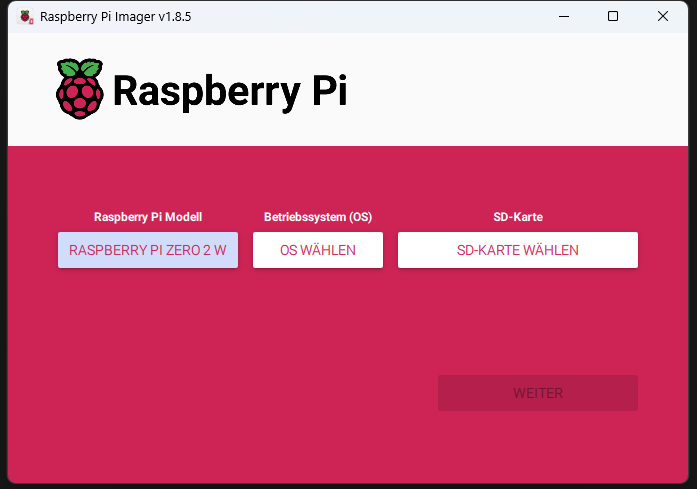 Raspberry Pi Imager v1.8.5
Raspberry Pi
Raspberry Pi Modell
Betriebssystem (OS)
SD-Karte
RASPBERRY PI ZERO 2 W
OS WÄHLEN
SD-KARTE WÄHLEN
WEITER